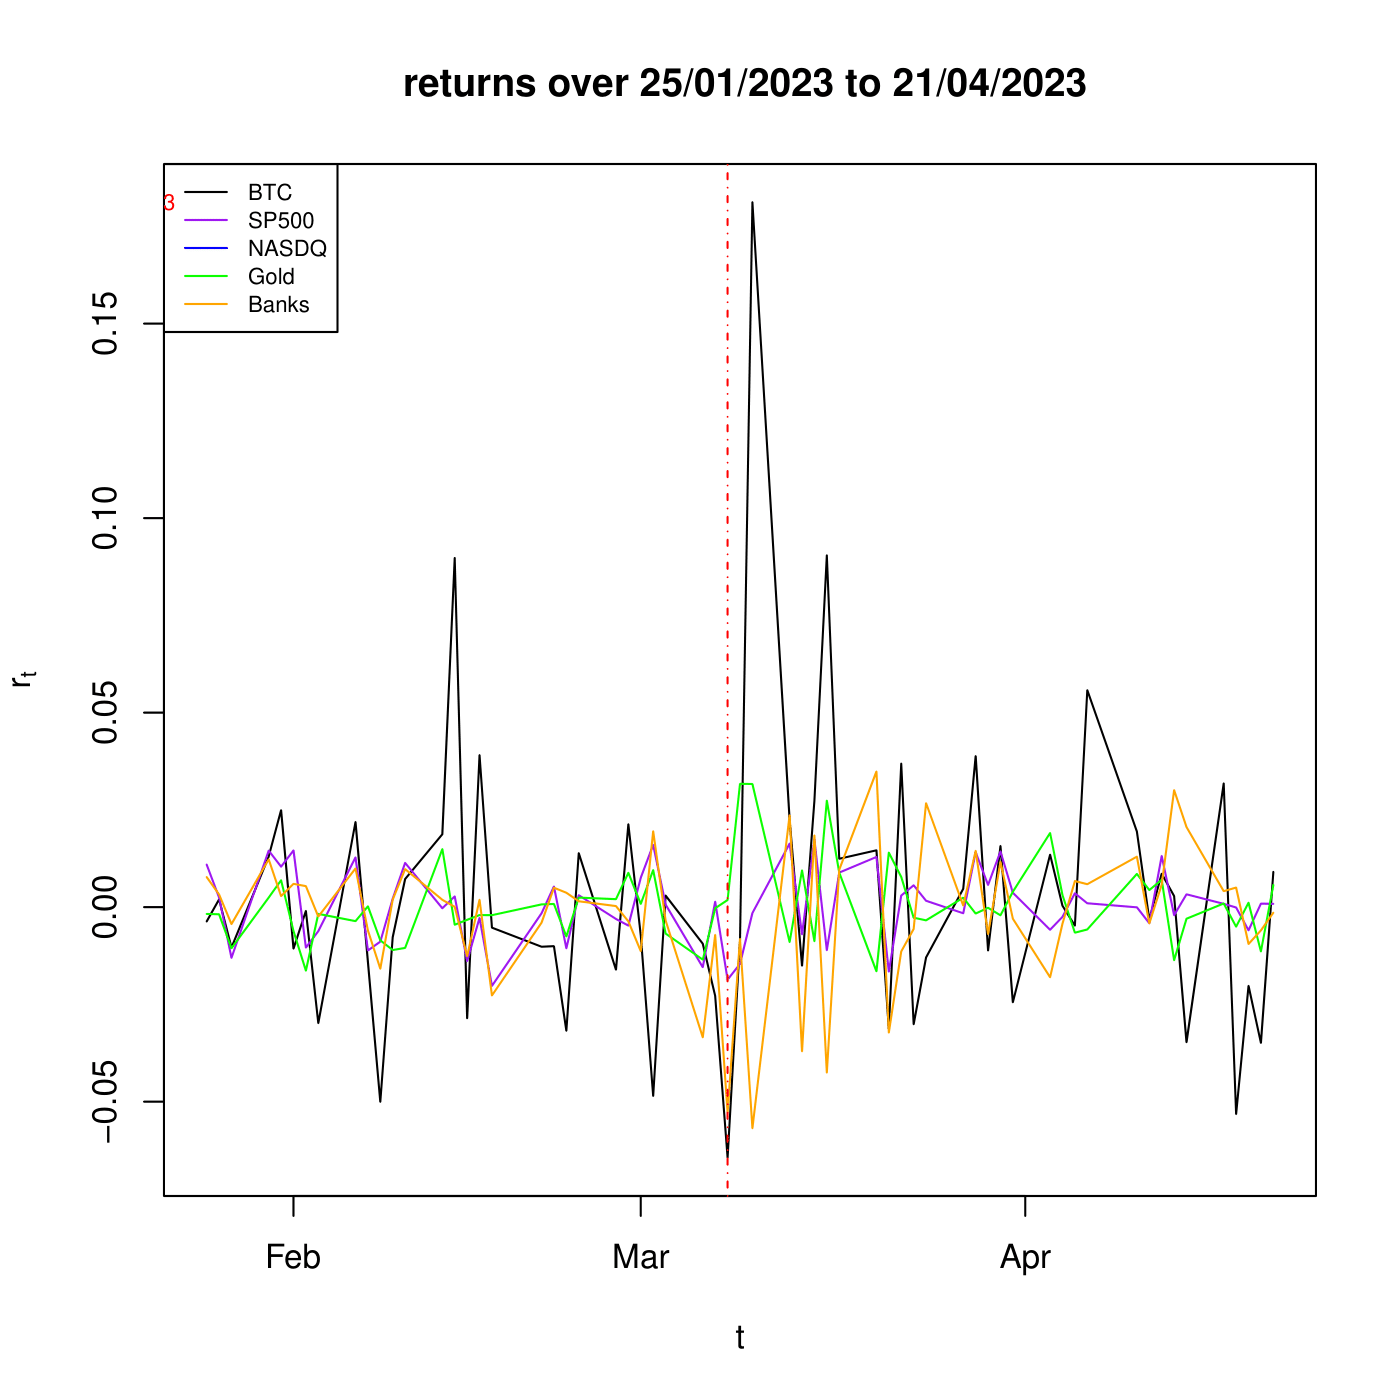 returns over 25/01/2023 to 21/04/2023
3
BTC
SP500
NASDQ
Gold
Banks
0.15
0.10
0.05
0.00
−0.05
rt
Feb Mar Apr
t